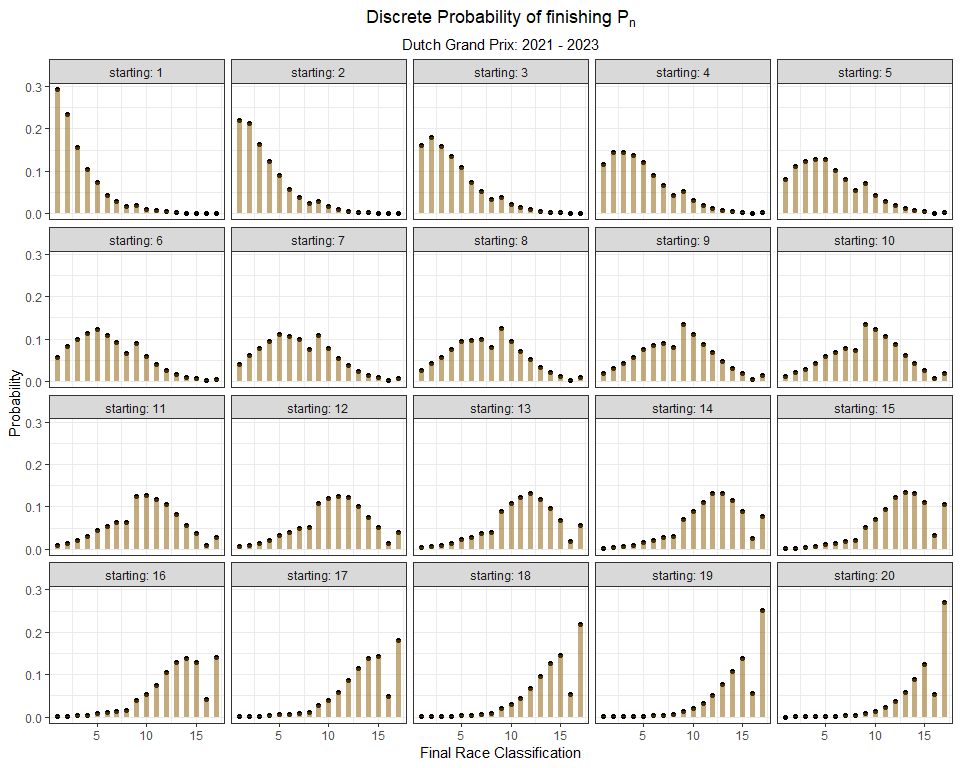 Discrete Probability of finishing Pn
Dutch Grand Prix: 2021 - 2023
starting: 1 starting: 2 starting: 3 starting: 4 starting: 5
0.3
0.2
0.1
0.0
starting: 6 starting: 7 starting: 8 starting: 9 starting: 10
0.3
0.2
0.1
0.0
Probability
starting: 11 starting: 12 starting: 13 starting: 14 starting: 15
0.3
0.2
0.1
0.0
starting: 16 starting: 17 starting: 18 starting: 19 starting: 20
0.3
0.2
0.1
0.0
5 10 15 5 10 15 5 10 15 5 10 15 5 10 15
Final Race Classification